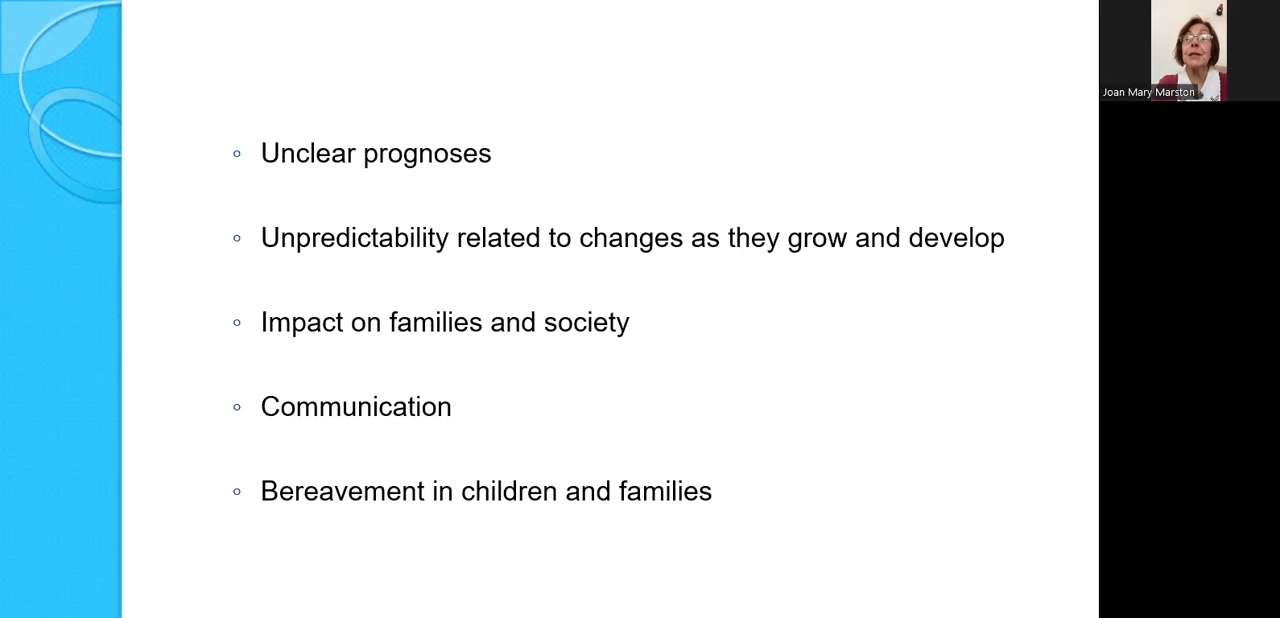 Unclear prognoses
Unpredictability related to changes as they grow and develop
Impact on families and society
Communication
Bereavement in children and families
Joan Mary Marston